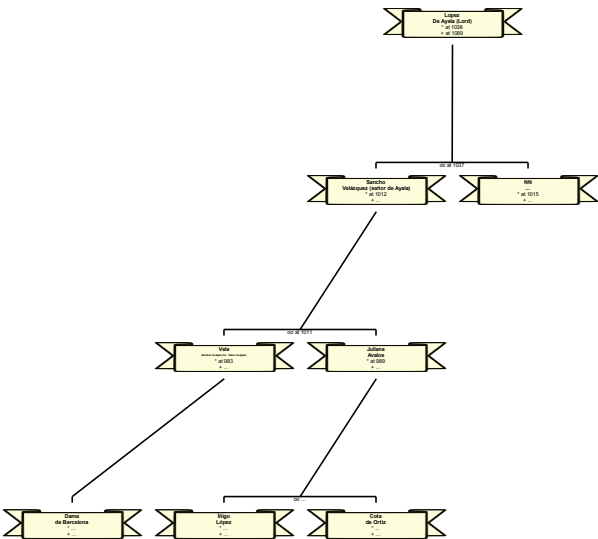 Lopez
De Ayala (Lord)
* at 1038
+ at 1089
oo at 1037
Sancho
Velázquez (señor de Ayala)
* at 1012
+ ...
NN
...
* at 1015
+ ...
oo at 1011
Vela
* at 983
+ ...
Juliana
Avalos
* at 989
+ ...
oo ...
Dama
de Barcelona
* ...
+ ...
Íñigo
López
* ...
+ ...
Cota
de Ortiz
* ...
+ ...